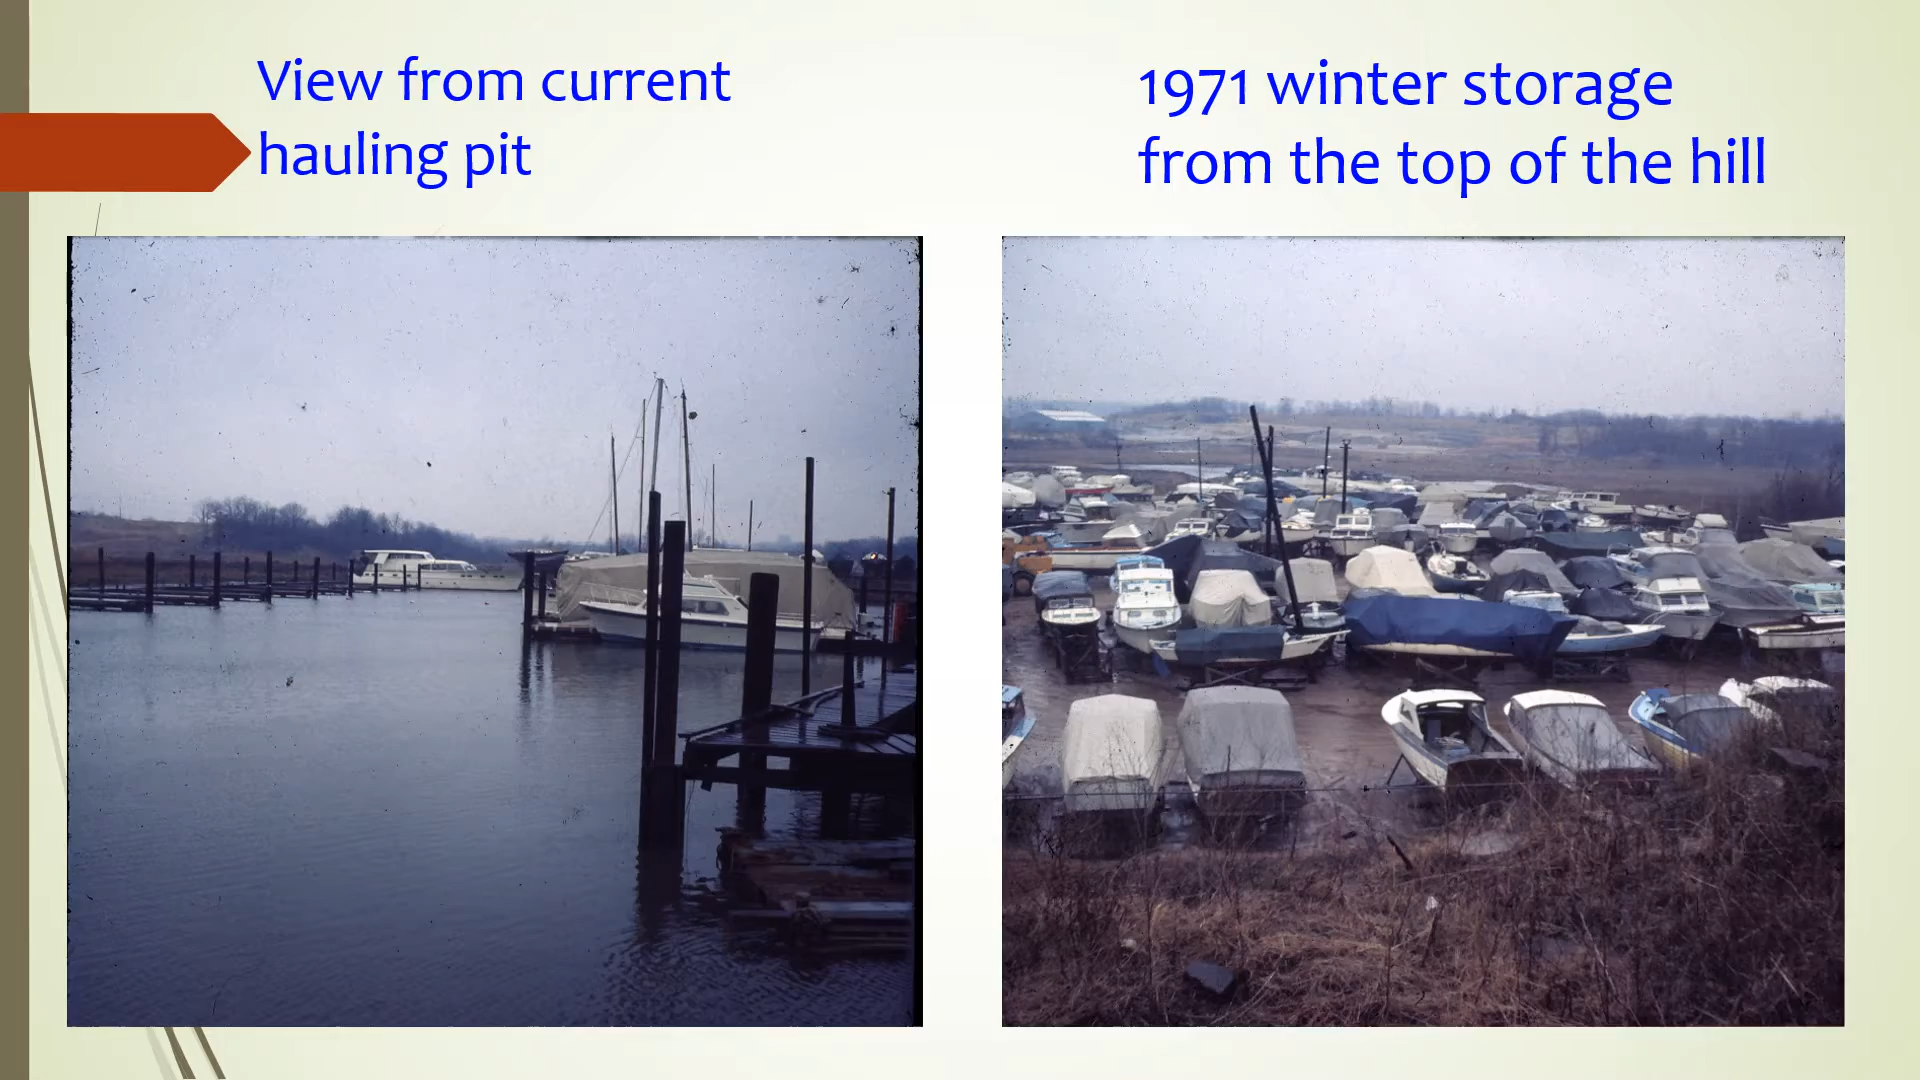 View from current
hauling pit
1971 winter storage
from the top of the hill